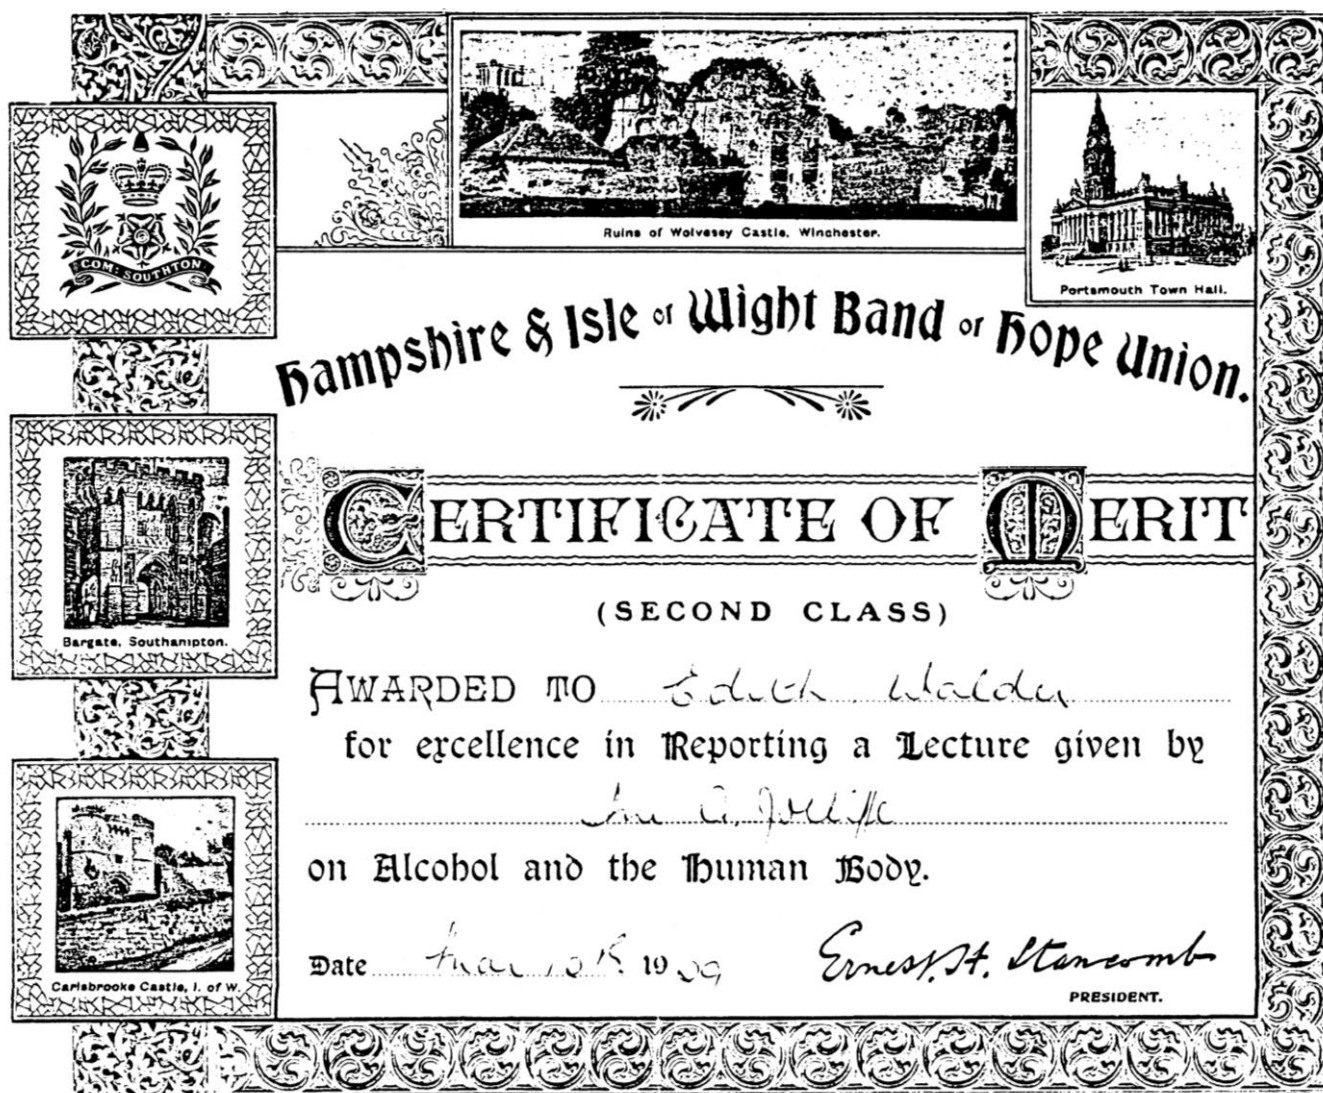 Ruins of Wolvesey Castle, Winchester.
Portsmouth Town Hall.
COM: SOUTHTON
Hampshire & Isle of Wight Band of Hope Union.
CERTIFICATE OF MERIT
(SECOND CLASS)
Bargate, Southampton.
AWARDED TO Edith Walder
for excellence in Reporting a Lecture given by
A. Jolliffe
on Alcohol and the Human Body.
Date 1909
Ernest H. Stancomb
PRESIDENT.
Carisbrooke Castle, I. of W.